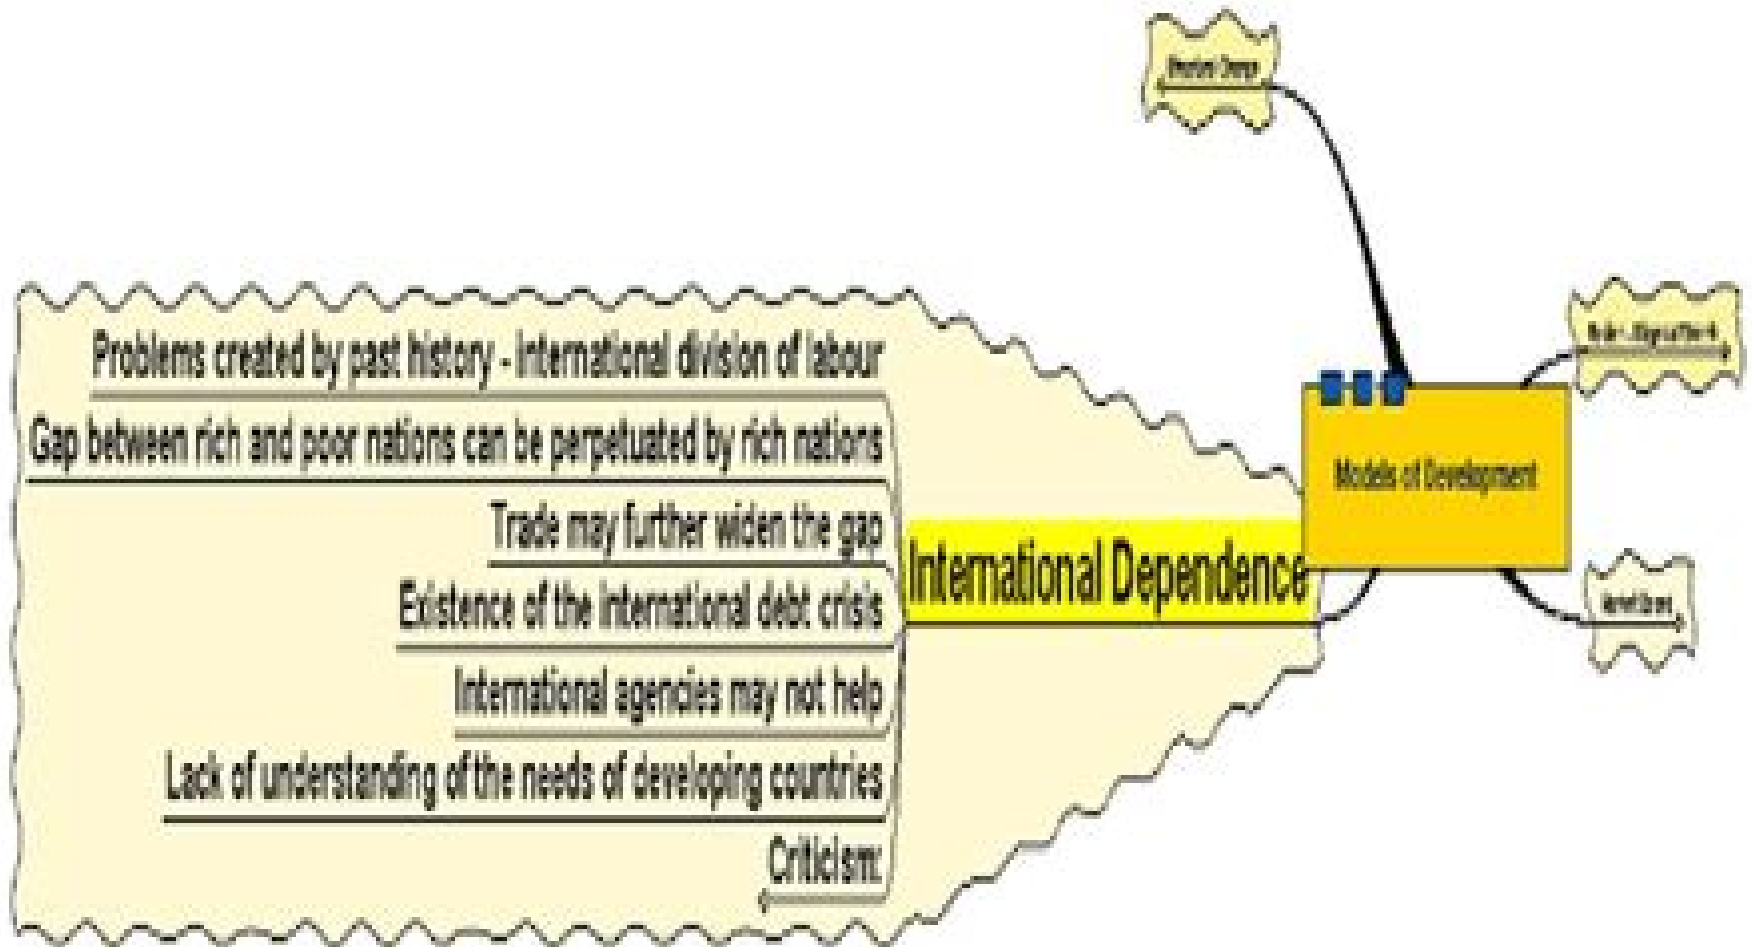 Structural Change
Problems created by past history - international division of labour
Gap between rich and poor nations can be perpetuated by rich nations
Trade may further widen the gap
Existence of the international debt crisis
International agencies may not help
Lack of understanding of the needs of developing countries
Criticism:
International Dependence
Models of Development